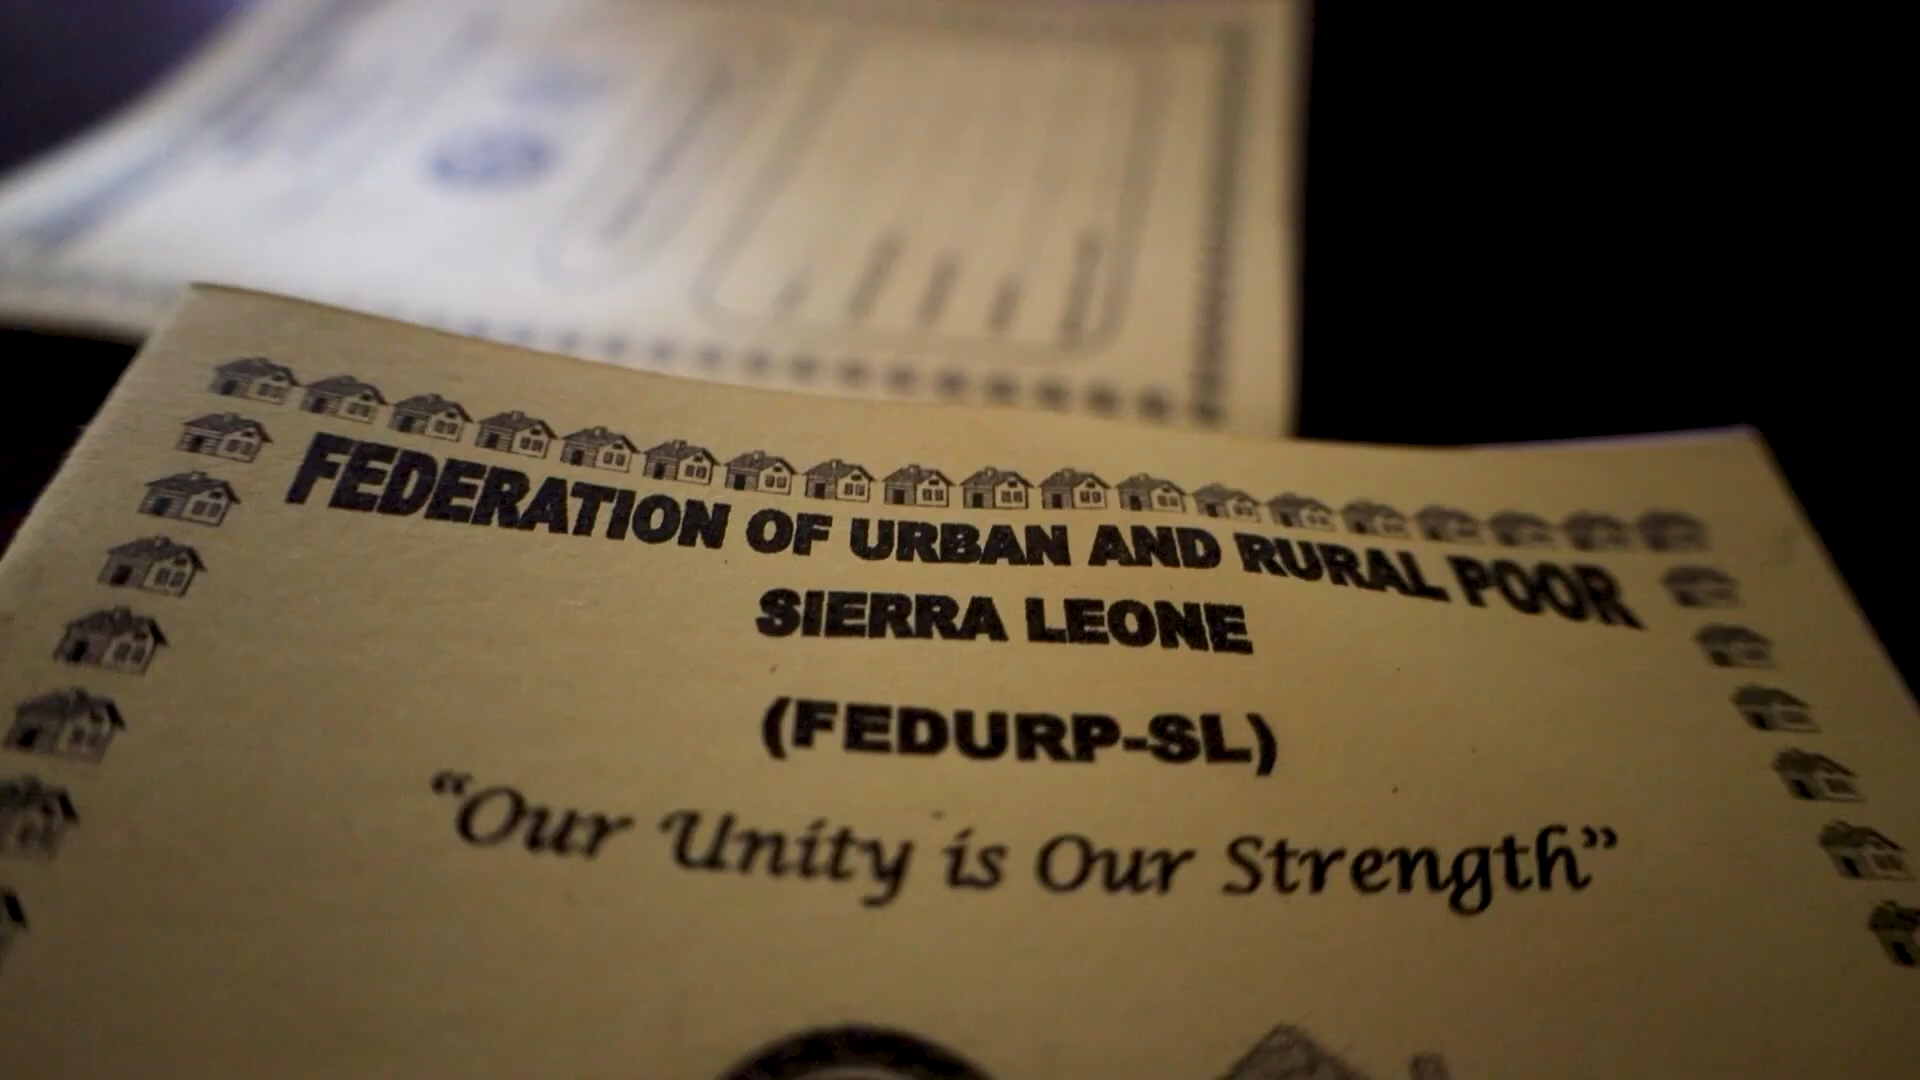 FEDERATION OF URBAN AND RURAL POOR
SIERRA LEONE
(FEDURP-SL)
“Our Unity is Our Strength”